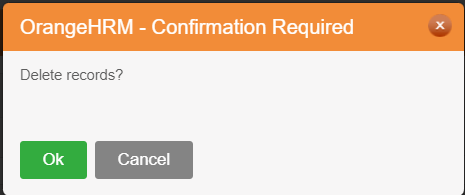 OrangeHRM - Confirmation Required
x
Delete records?
Ok
Cancel